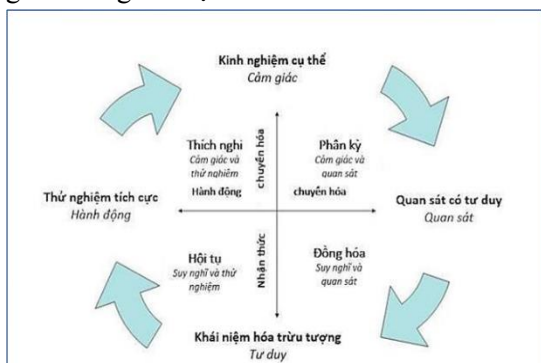 Kinh nghiệm cụ thể
Cảm giác
Thích nghi
Cảm giác và
thử nghiệm
Hành động
chuyển hóa
Phân kỳ
Cảm giác và
quan sát
chuyển hóa
Thử nghiệm tích cực
Hành động
Quan sát có tư duy
Quan sát
Hội tụ
Suy nghĩ và thử
nghiệm
Nhận thức
Đồng hóa
Suy nghĩ và
quan sát
Khái niệm hóa trừu tượng
Tư duy